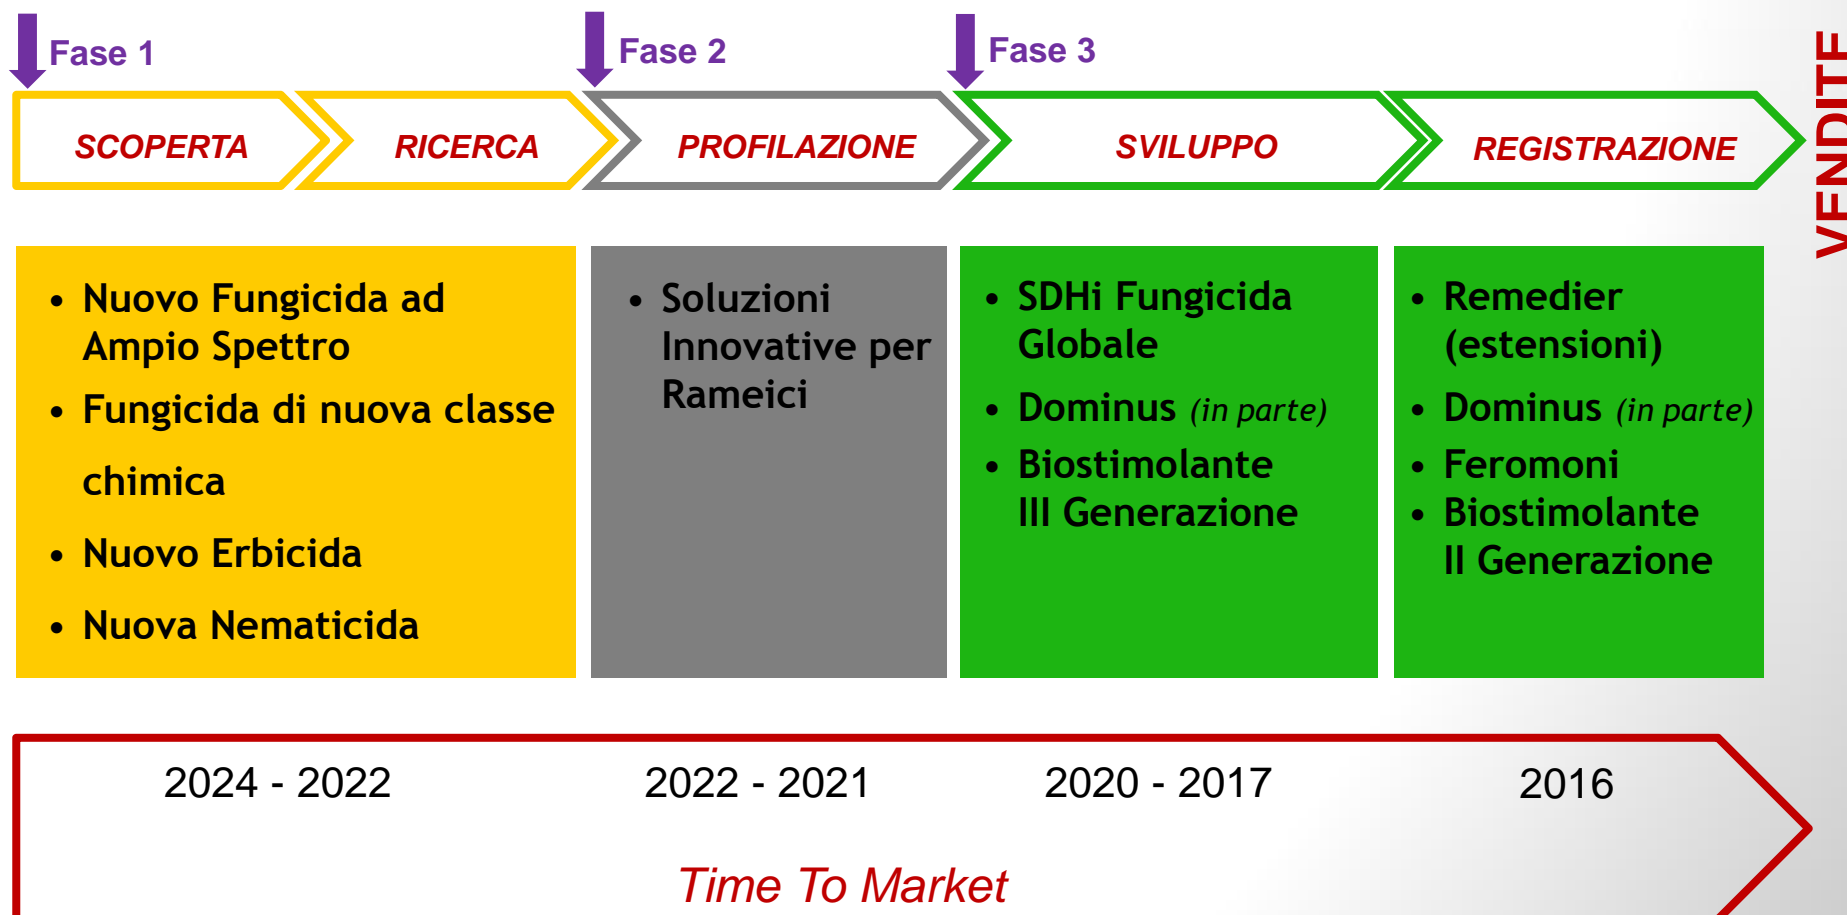 Fase 1
Fase 2
Fase 3
SCOPERTA
RICERCA
PROFILAZIONE
SVILUPPO
REGISTRAZIONE
VENDITE
• Nuovo Fungicida ad
Ampio Spettro
• Fungicida di nuova classe
chimica
• Nuovo Erbicida
• Nuova Nematicida
• Soluzioni
Innovative per
Rameici
• SDHi Fungicida
Globale
• Dominus (in parte)
• Biostimolante
III Generazione
• Remedier
(estensioni)
• Dominus (in parte)
• Feromoni
• Biostimolante
II Generazione
2024 - 2022
2022 - 2021
2020 - 2017
2016
Time To Market